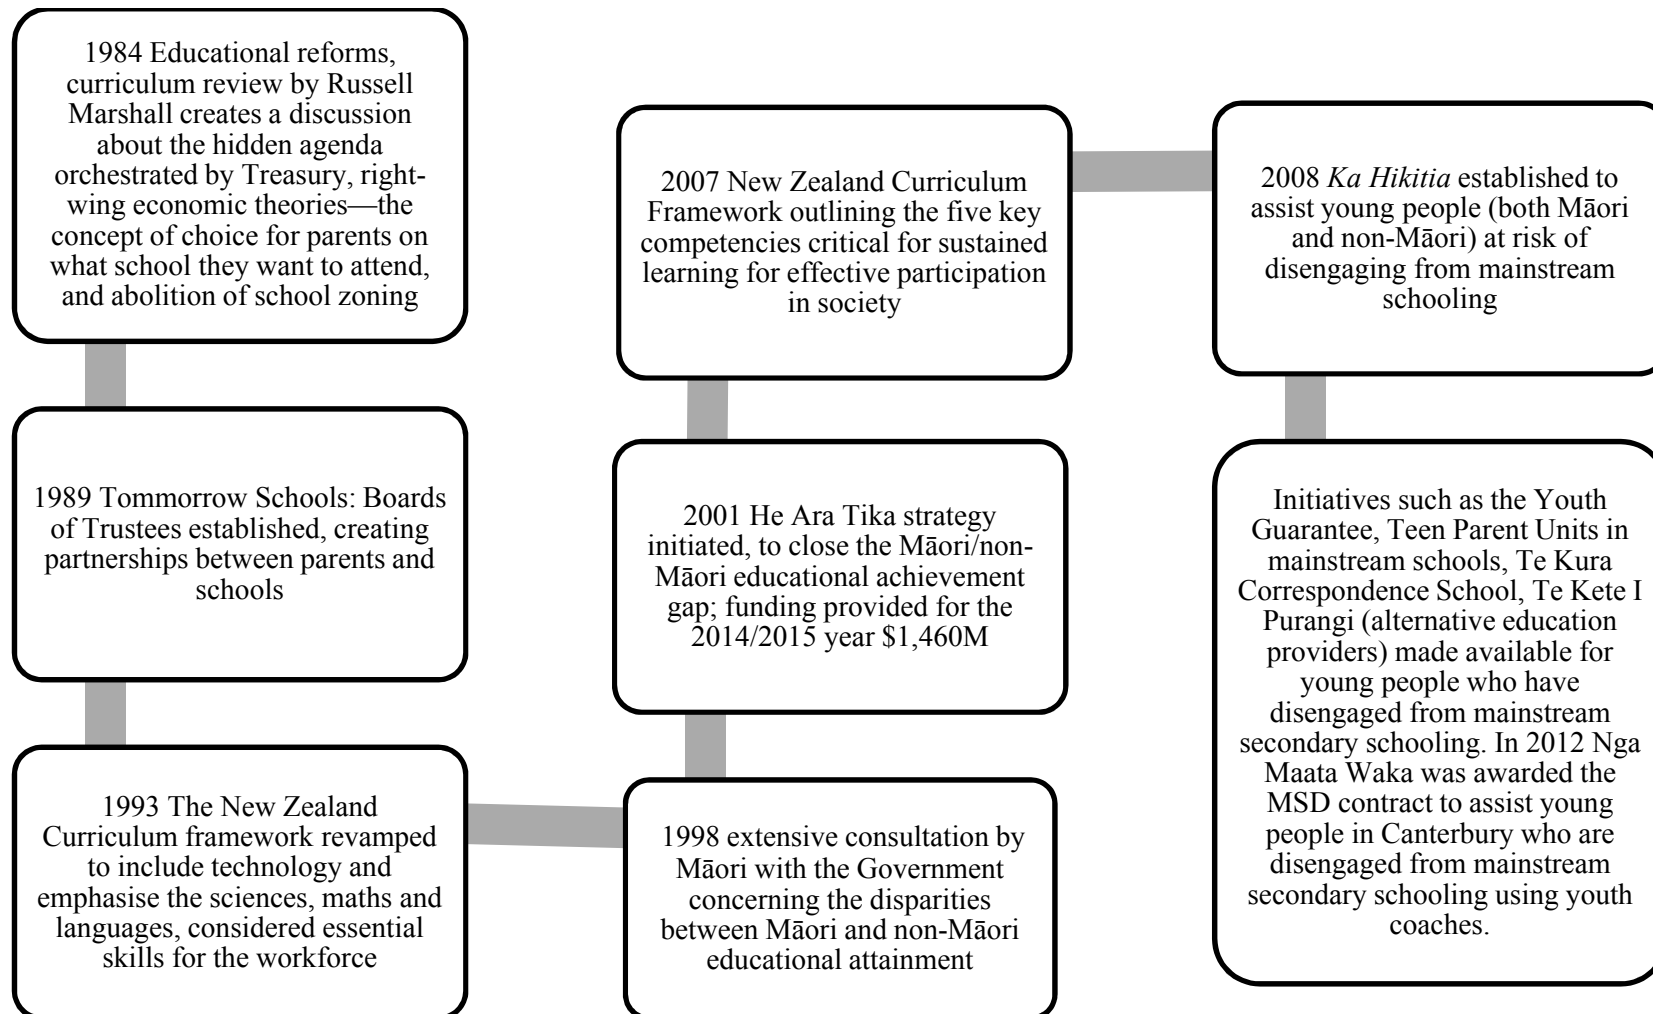 1984 Educational reforms,
curriculum review by Russell
Marshall creates a discussion
about the hidden agenda
orchestrated by Treasury, right-
wing economic theories—the
concept of choice for parents on
what school they want to attend,
and abolition of school zoning
1989 Tommorrow Schools: Boards
of Trustees established, creating
partnerships between parents and
schools
1993 The New Zealand
Curriculum framework revamped
to include technology and
emphasise the sciences, maths and
languages, considered essential
skills for the workforce
1998 extensive consultation by
Māori with the Government
concerning the disparities
between Māori and non-Māori
educational attainment
2001 He Ara Tika strategy
initiated, to close the Māori/non-
Māori educational achievement
gap; funding provided for the
2014/2015 year $1,460M
2007 New Zealand Curriculum
Framework outlining the five key
competencies critical for sustained
learning for effective participation
in society
2008 Ka Hikitia established to
assist young people (both Māori
and non-Māori) at risk of
disengaging from mainstream
schooling
Initiatives such as the Youth
Guarantee, Teen Parent Units in
mainstream schools, Te Kura
Correspondence School, Te Kete I
Purangi (alternative education
providers) made available for
young people who have
disengaged from mainstream
secondary schooling. In 2012 Nga
Maata Waka was awarded the
MSD contract to assist young
people in Canterbury who are
disengaged from mainstream
secondary schooling using youth
coaches.